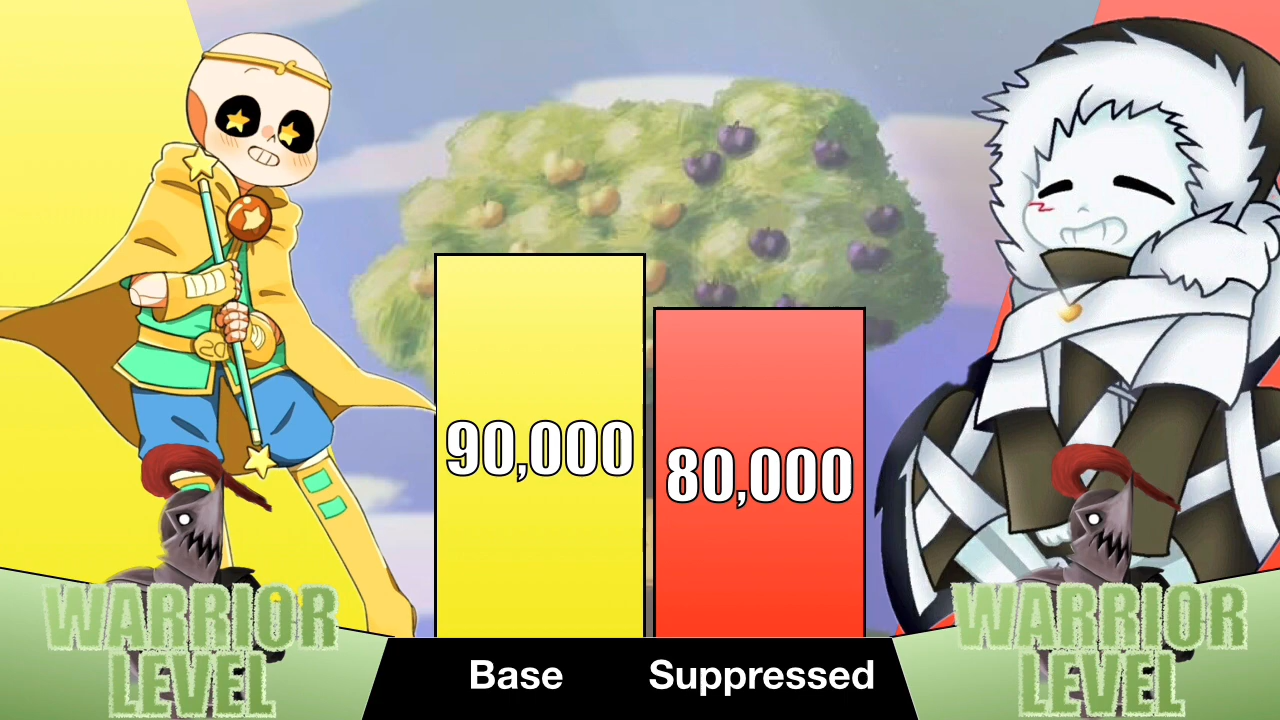 90,000
80,000
WARRIOR
LEVEL
Base
Suppressed
WARRIOR
LEVEL